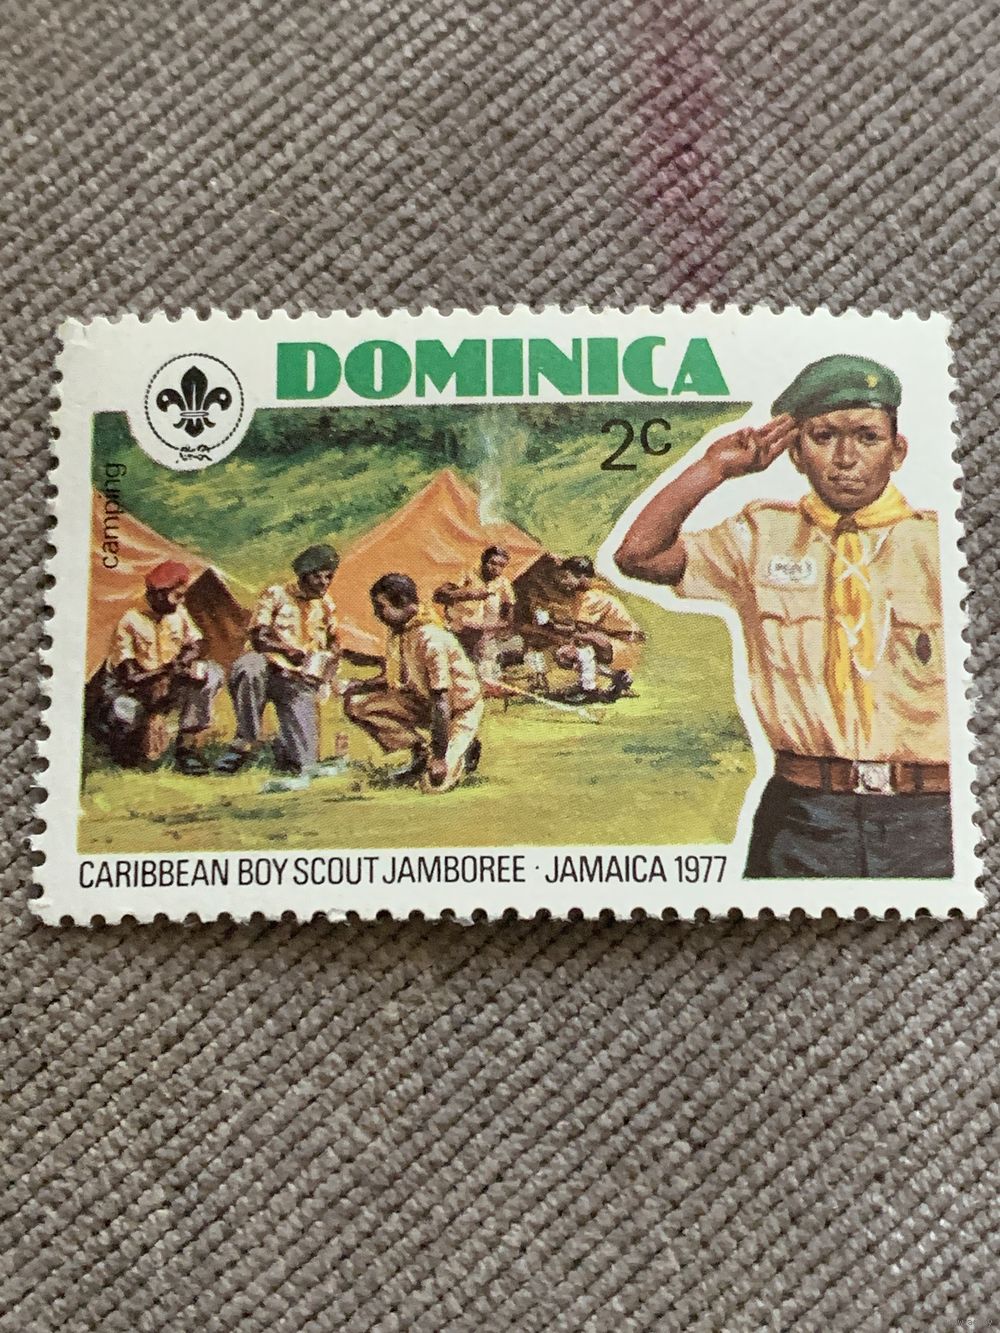 DOMINICA
2c
camping
CARIBBEAN BOY SCOUT JAMBOREE · JAMAICA 1977